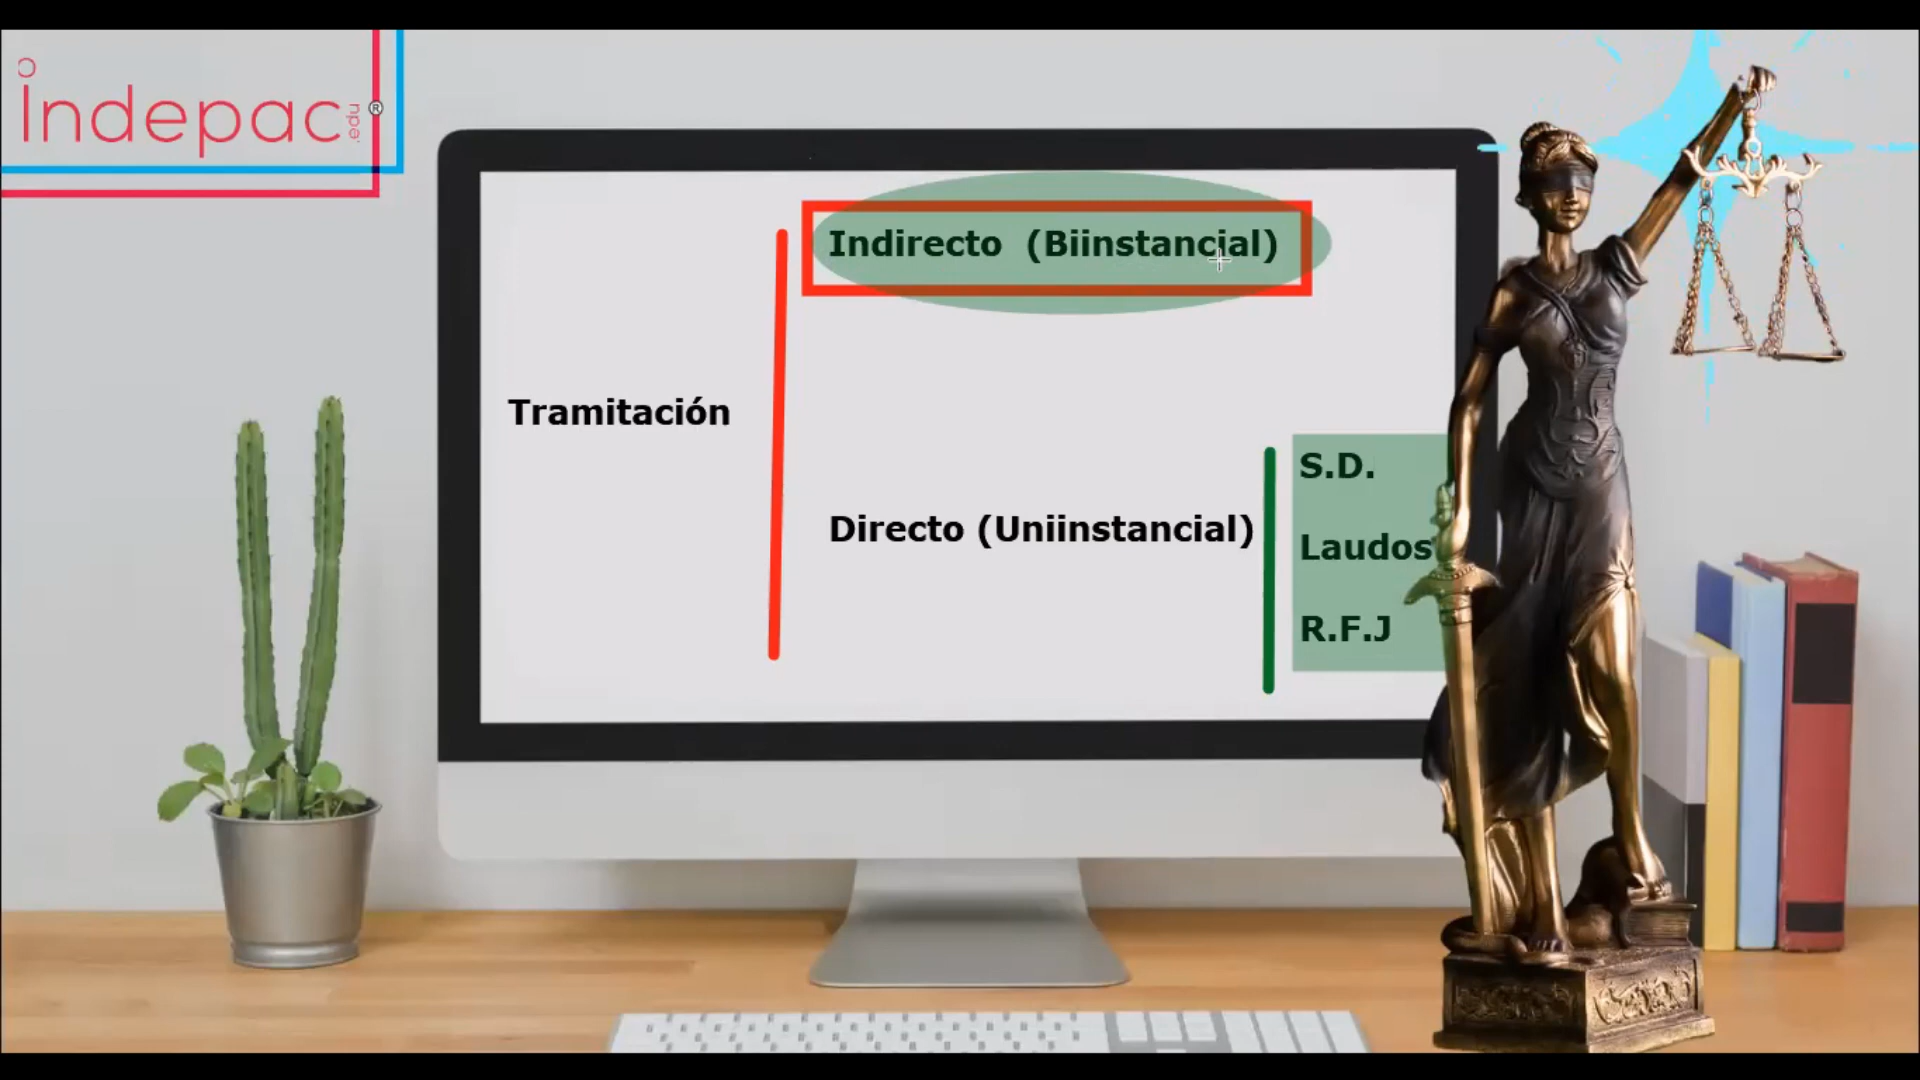 Indepac
.edu
®
Indirecto (Biinstancial)
Tramitación
Directo (Uniinstancial)
S.D.
Laudos
R.F.J